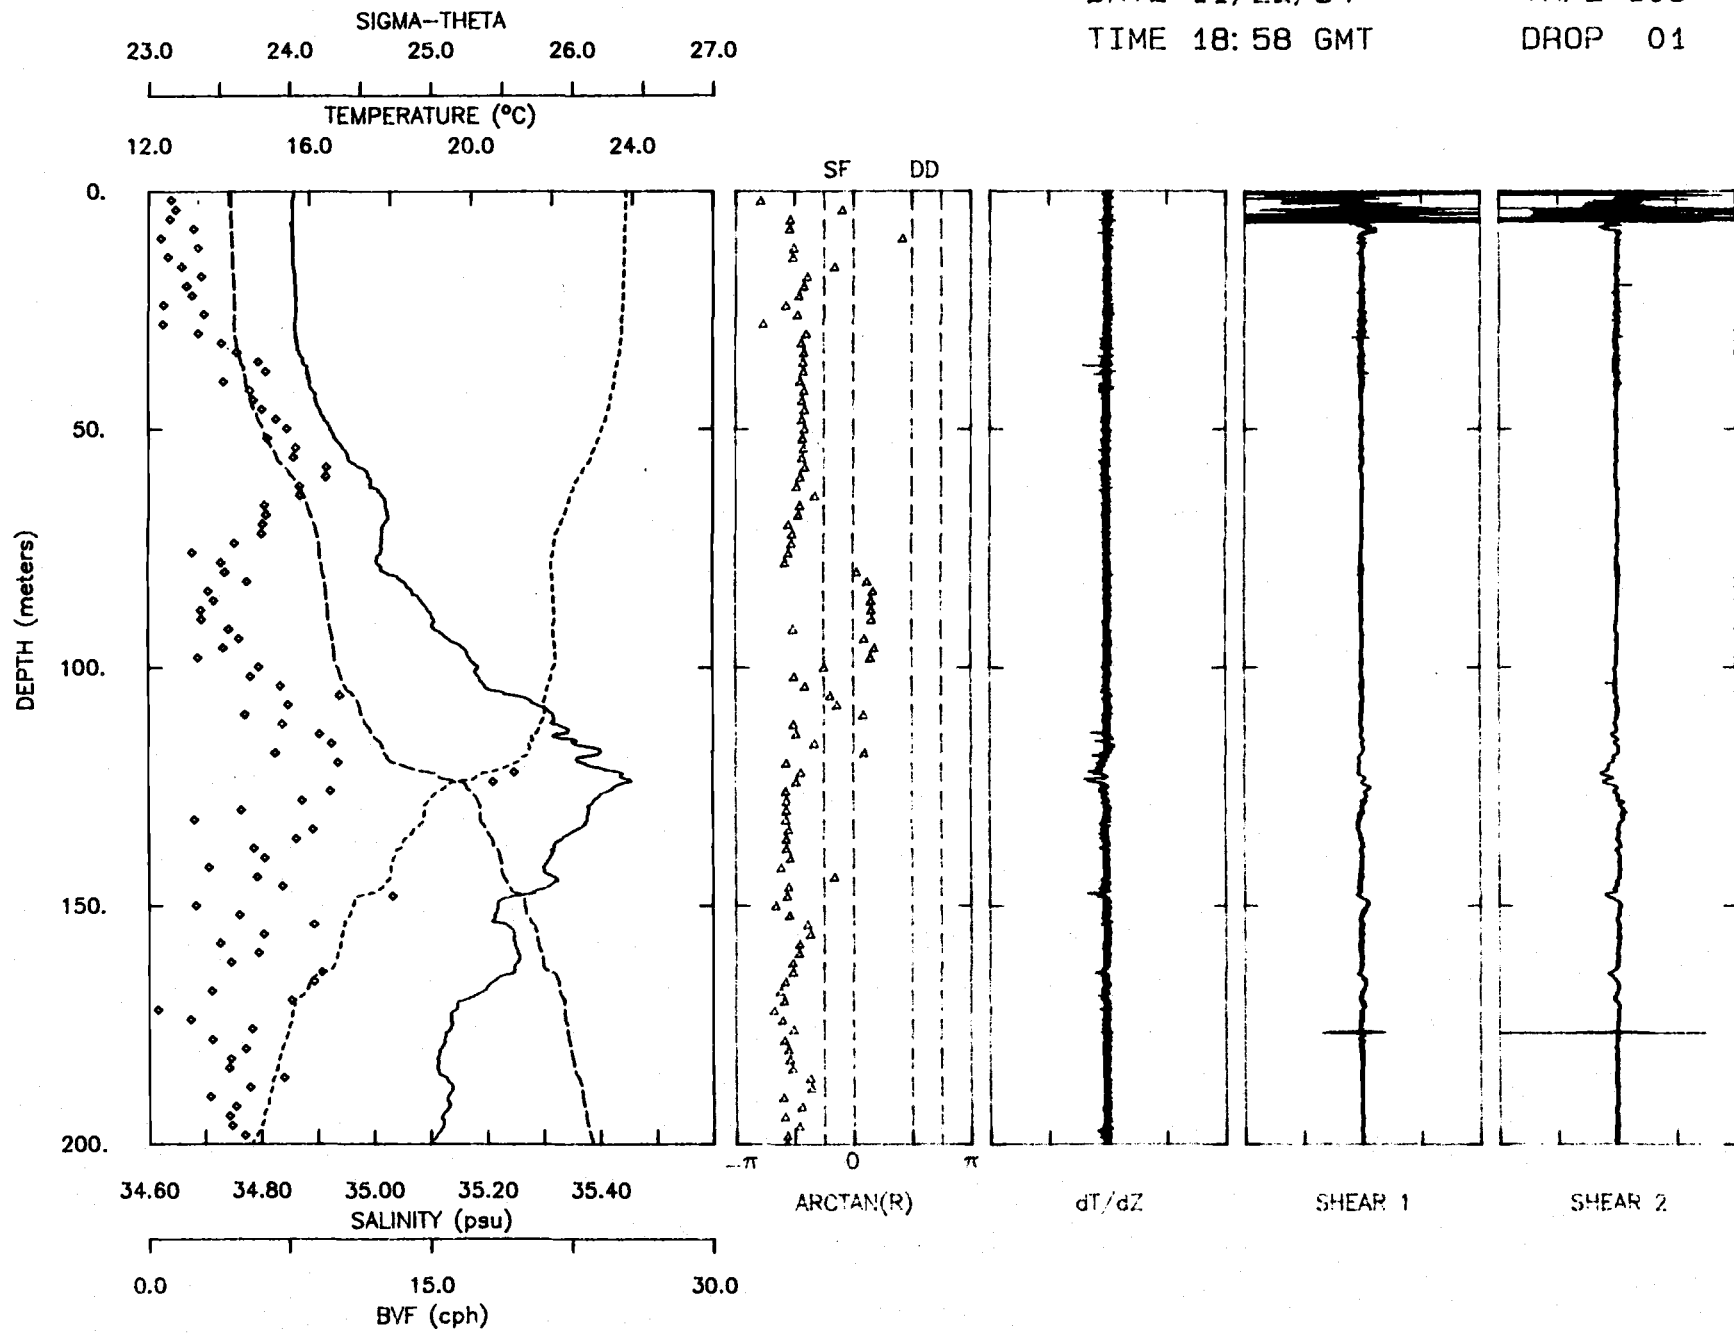 SIGMA-THETA
23.0 24.0 25.0 26.0 27.0
TIME 18:58 GMT DROP 01
TEMPERATURE (°C)
12.0 16.0 20.0 24.0
SF DD
0.
50.
100.
150.
200.
DEPTH (meters)
-π 0 π
34.60 34.80 35.00 35.20 35.40
SALINITY (psu)
ARCTAN(R) dT/dZ SHEAR 1 SHEAR 2
0.0 15.0 30.0
BVF (cph)